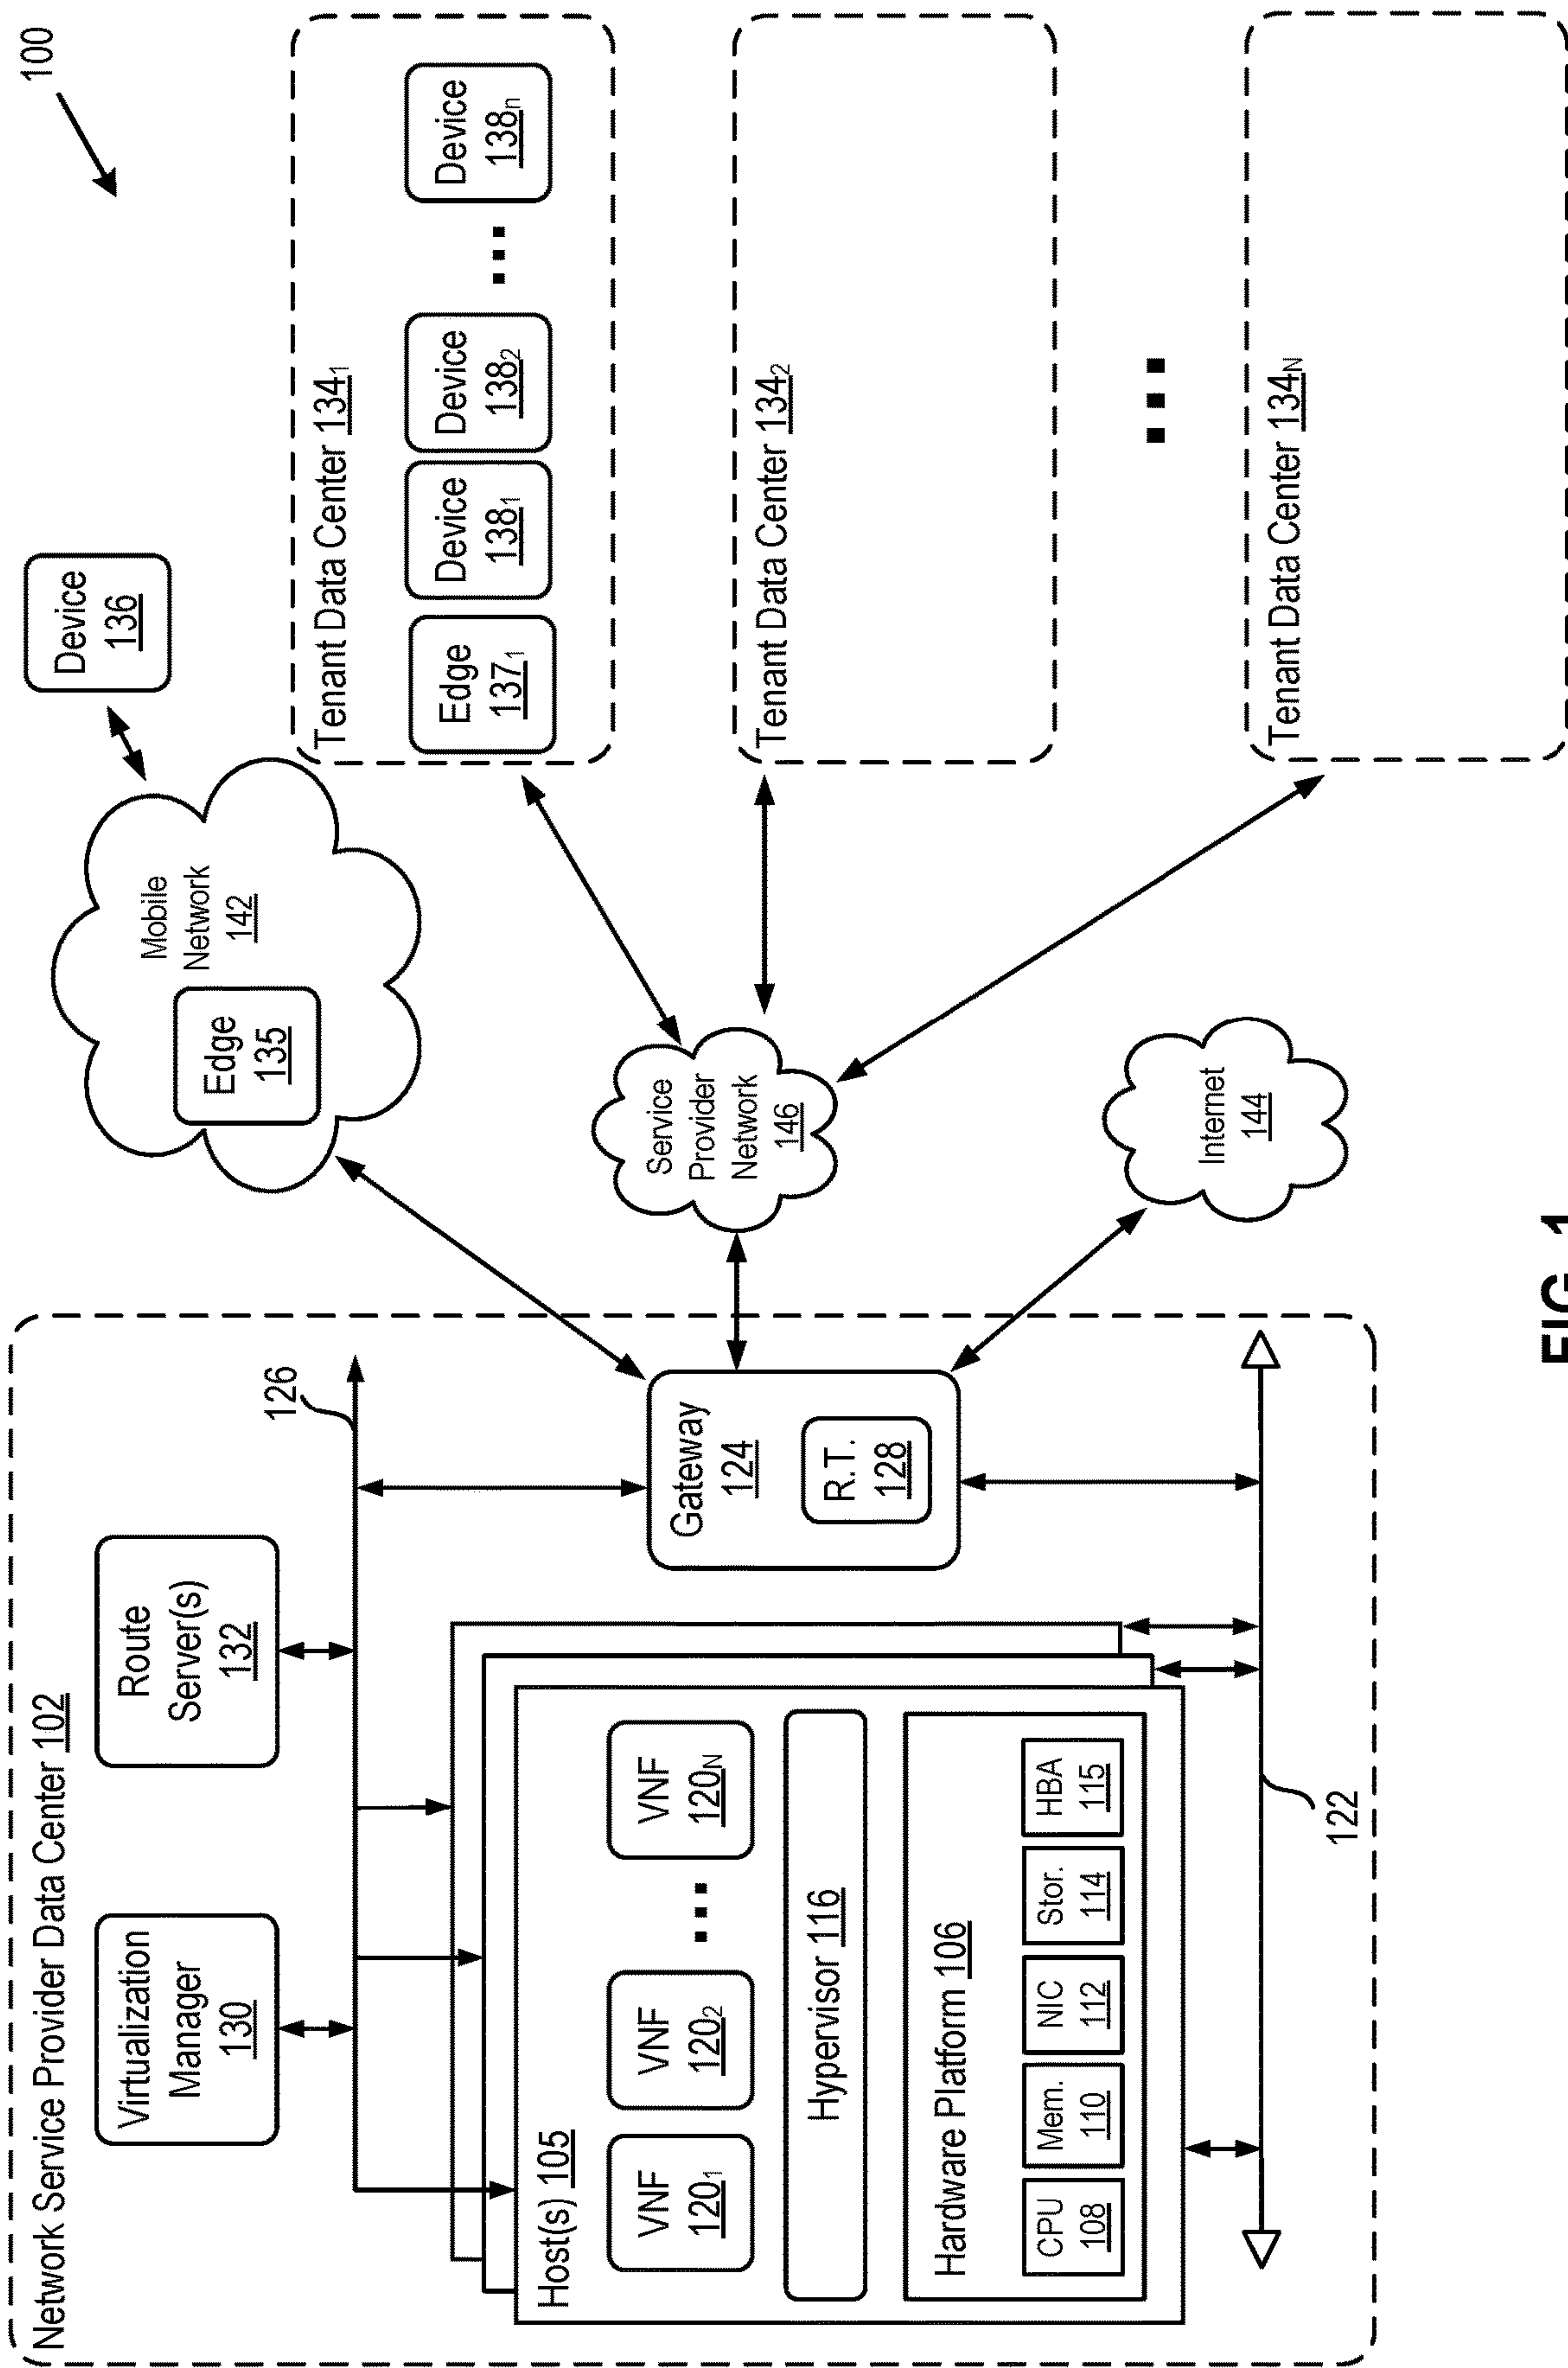 100
Network Service Provider Data Center 102
Virtualization
Manager
130
Route
Server(s)
132
126
Host(s) 105
VNF
120₁
VNF
120₂
...
VNF
120N
Hypervisor 116
Hardware Platform 106
CPU
108
Mem.
110
NIC
112
Stor.
114
HBA
115
122
Gateway
124
R.T.
128
Mobile
Network
142
Edge
135
Device
136
Service
Provider
Network
146
Internet
144
Tenant Data Center 134₁
Edge
137₁
Device
138₁
Device
138₂
...
Device
138n
Tenant Data Center 134₂
...
Tenant Data Center 134N
FIG. 1